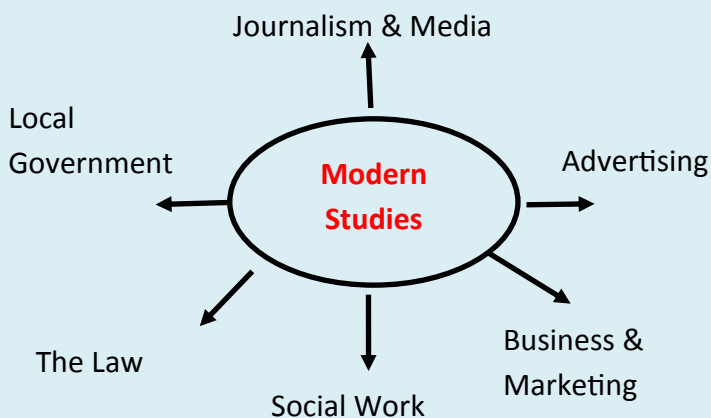 Journalism & Media
Local
Government
Advertising
Modern
Studies
The Law
Business &
Marketing
Social Work